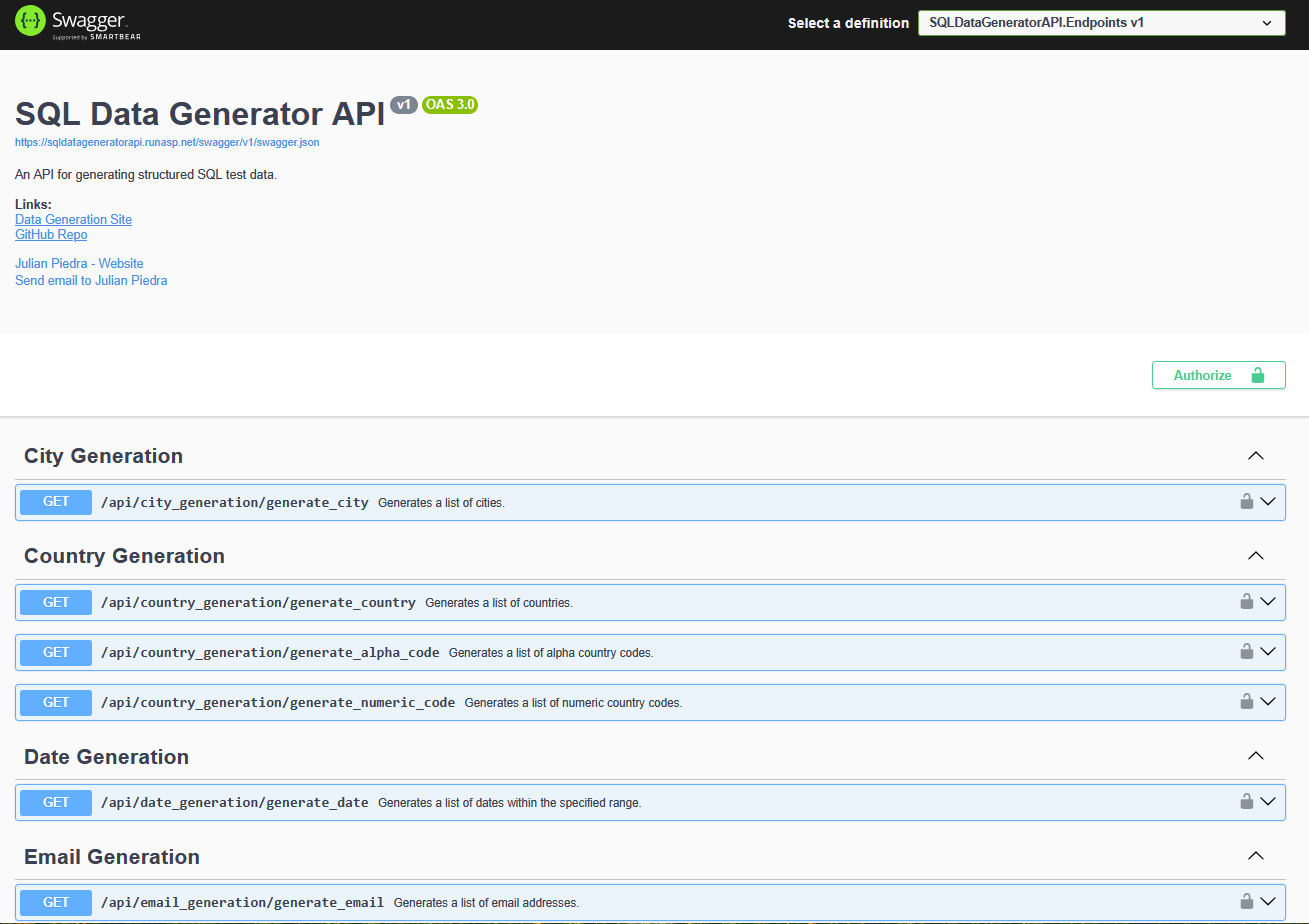 Swagger
Supported by SMARTBEAR
Select a definition
SQLDataGeneratorAPI.Endpoints v1
SQL Data Generator API v1 OAS 3.0
https://sqldatageneratorapi.runasp.net/swagger/v1/swagger.json
An API for generating structured SQL test data.
Links:
Data Generation Site
GitHub Repo
Julian Piedra - Website
Send email to Julian Piedra
Authorize
City Generation
GET /api/city_generation/generate_city Generates a list of cities.
Country Generation
GET /api/country_generation/generate_country Generates a list of countries.
GET /api/country_generation/generate_alpha_code Generates a list of alpha country codes.
GET /api/country_generation/generate_numeric_code Generates a list of numeric country codes.
Date Generation
GET /api/date_generation/generate_date Generates a list of dates within the specified range.
Email Generation
GET /api/email_generation/generate_email Generates a list of email addresses.